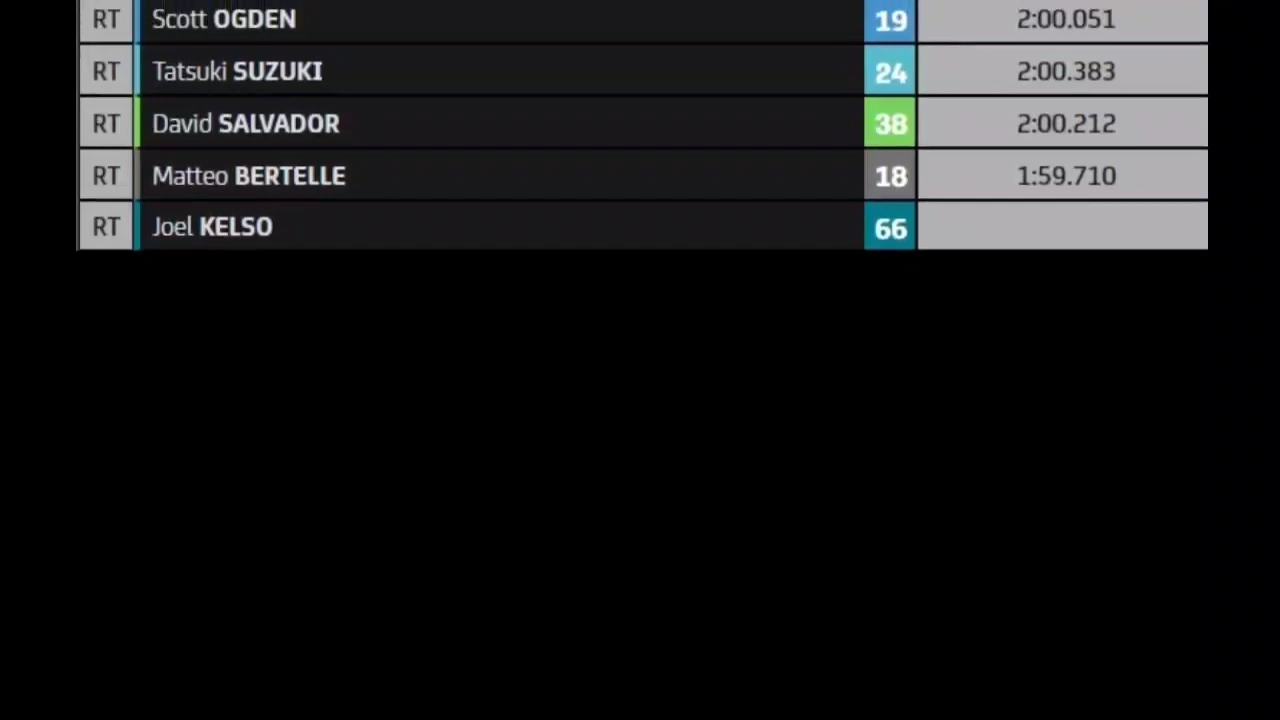 RT Scott OGDEN 19 2:00.051
RT Tatsuki SUZUKI 24 2:00.383
RT David SALVADOR 38 2:00.212
RT Matteo BERTELLE 18 1:59.710
RT Joel KELSO 66